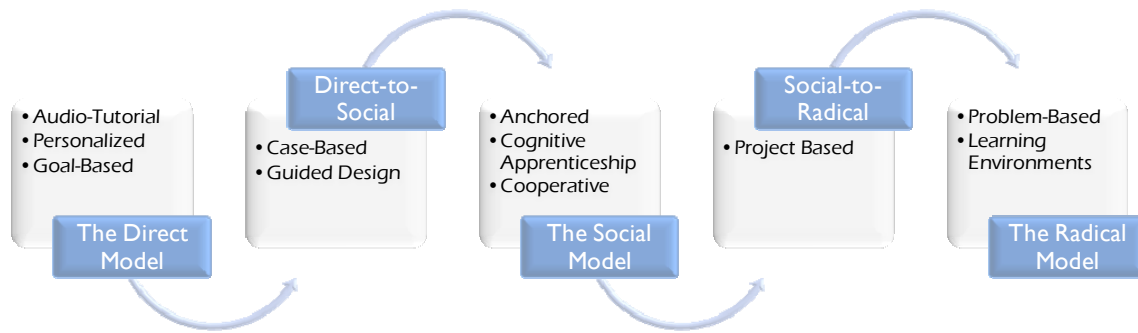 • Audio-Tutorial
• Personalized
• Goal-Based
The Direct
Model
Direct-to-
Social
• Case-Based
• Guided Design
• Anchored
• Cognitive
Apprenticeship
• Cooperative
The Social
Model
Social-to-
Radical
• Project Based
• Problem-Based
• Learning
Environments
The Radical
Model